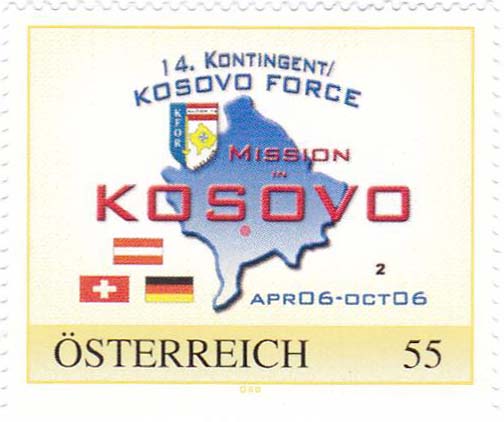 14. KONTINGENT/
KOSOVO FORCE
KFOR
MISSION
IN
KOSOVO
2
APR06-OCT06
ÖSTERREICH 55